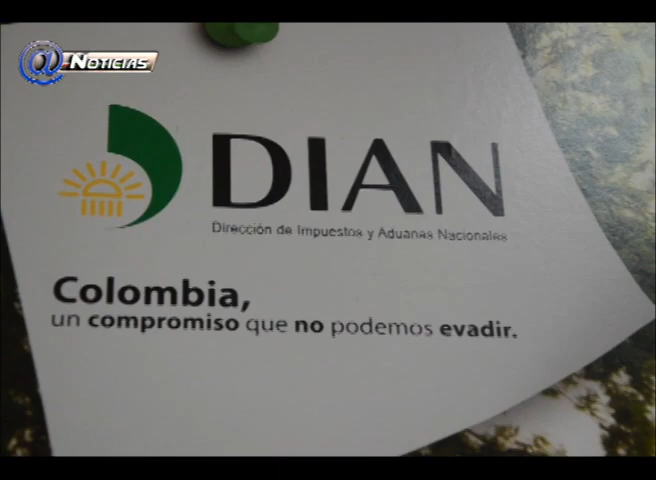 @ NOTICIAS
DIAN
Dirección de Impuestos y Aduanas Nacionales
Colombia,
un compromiso que no podemos evadir.